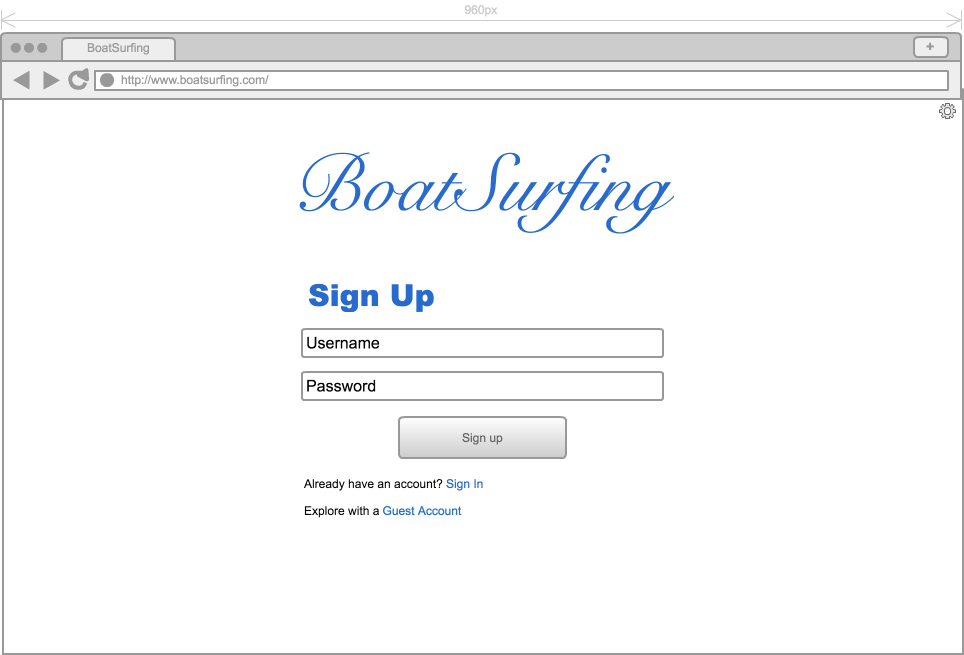 960px
BoatSurfing
+
http://www.boatsurfing.com/
BoatSurfing
Sign Up
Username
Password
Sign up
Already have an account? Sign In
Explore with a Guest Account